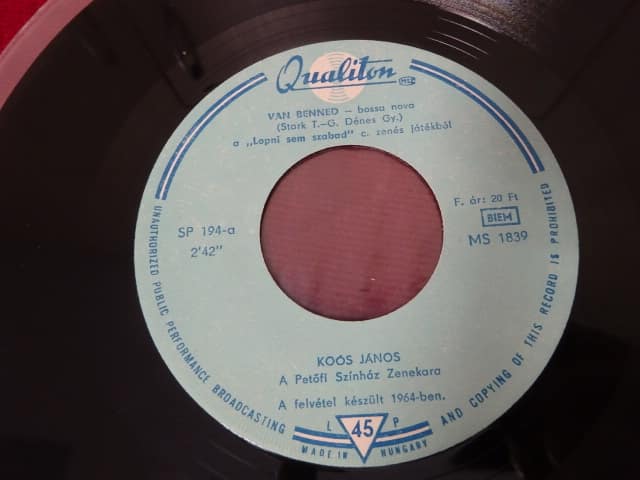 Qualiton
VAN BENNED – bossa nova
(Stark T.–G. Dénes Gy.)
a „Lopni sem szabad" c. zenés játékból
SP 194-a
2'42"
F. ár: 20 Ft
BIEM
MS 1839
KOÓS JÁNOS
A Petőfi Színház Zenekara
A felvétel készült 1964-ben.
L 45 P
MADE IN HUNGARY
UNAUTHORIZED PUBLIC PERFORMANCE BROADCASTING AND COPYING OF THIS RECORD IS PROHIBITED